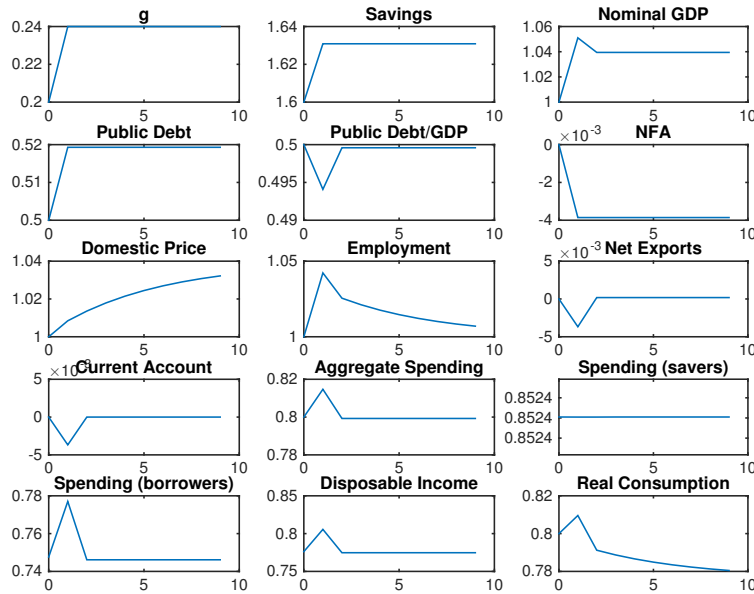 g
0.24
0.22
0.2
0 5 10
Savings
1.64
1.62
1.6
0 5 10
Nominal GDP
1.06
1.04
1.02
1
0 5 10
Public Debt
0.52
0.51
0.5
0 5 10
Public Debt/GDP
0.5
0.495
0.49
0 5 10
NFA
×10⁻³
0
-2
-4
0 5 10
Domestic Price
1.04
1.02
1
0 5 10
Employment
1.05
1
0 5 10
Net Exports
×10⁻³
5
0
-5
0 5 10
Current Account
5
0
-5
0 5 10
Aggregate Spending
0.82
0.8
0.78
0 5 10
Spending (savers)
0.8524
0.8524
0.8524
0 5 10
Spending (borrowers)
0.78
0.76
0.74
0 5 10
Disposable Income
0.85
0.8
0.75
0 5 10
Real Consumption
0.82
0.8
0.78
0 5 10